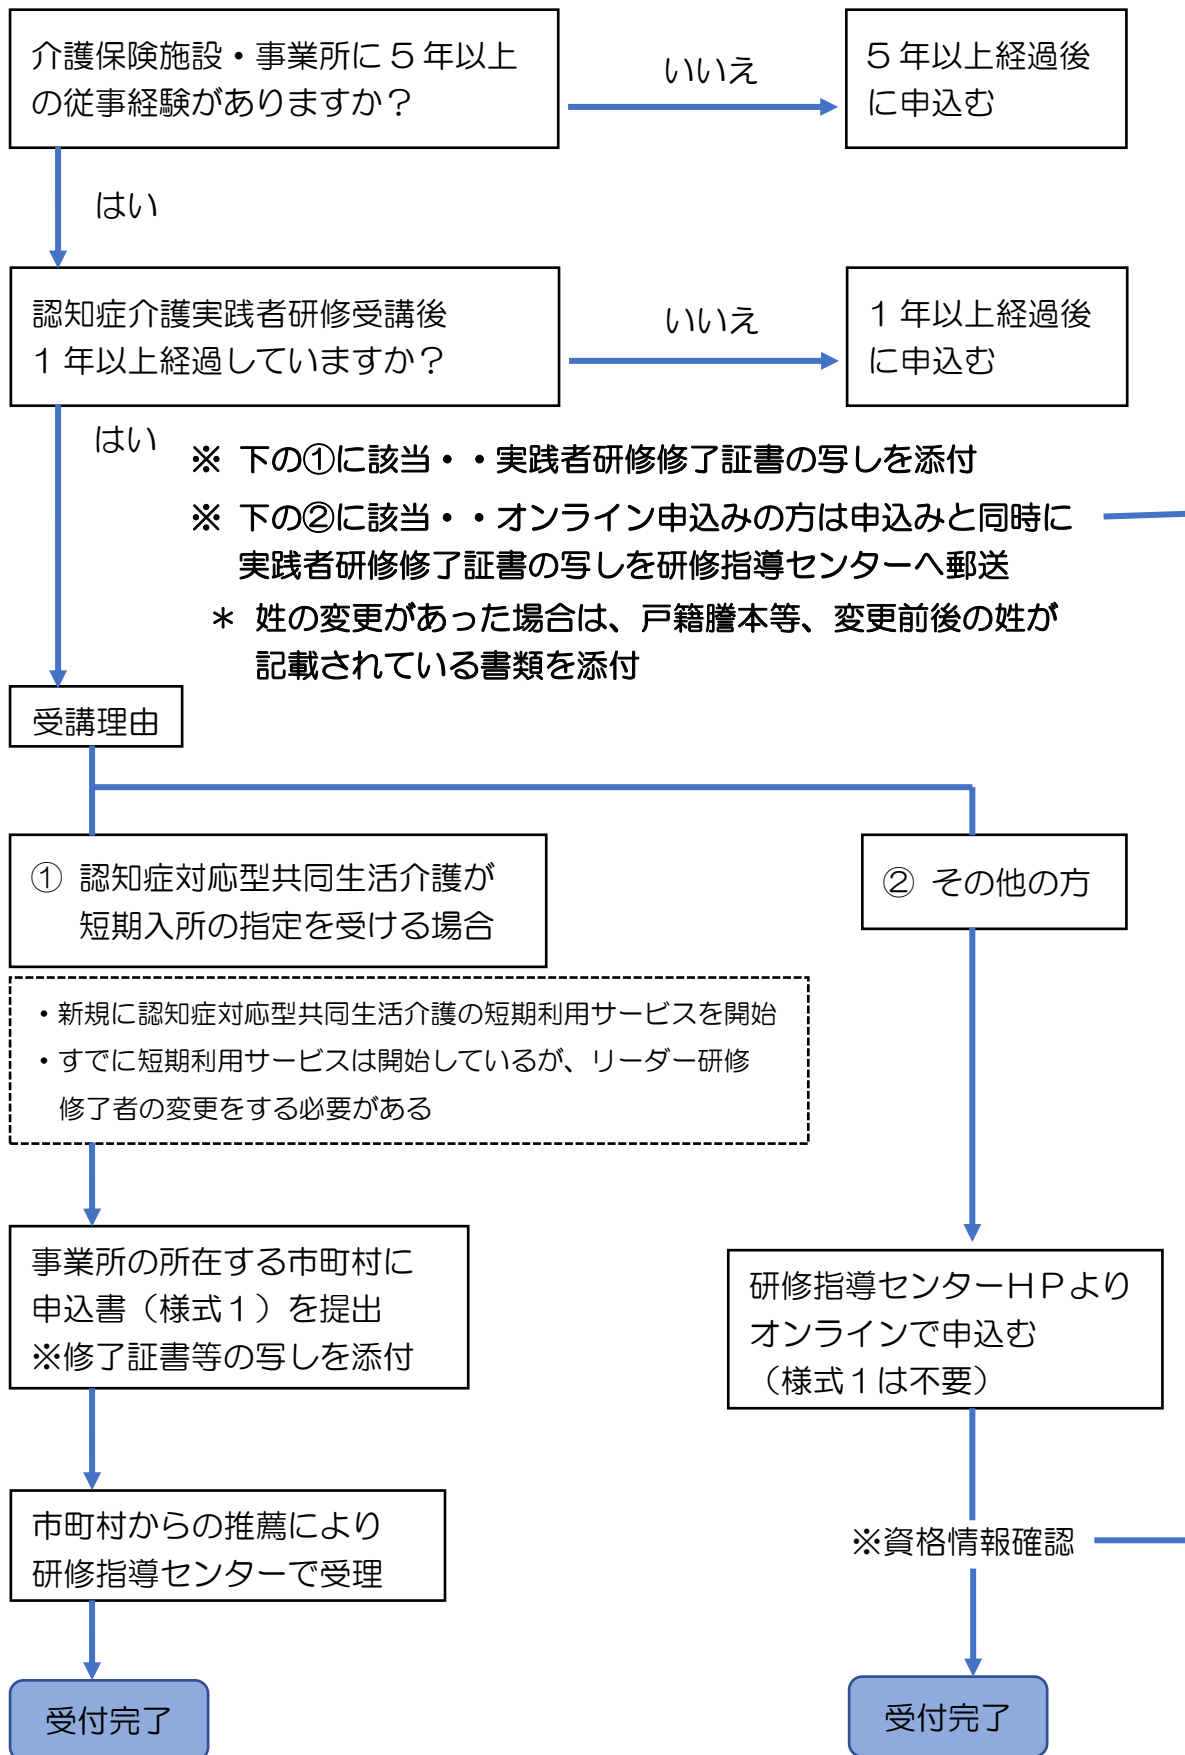 介護保険施設・事業所に５年以上
の従事経験がありますか？
いいえ
５年以上経過後
に申込む
はい
認知症介護実践者研修受講後
１年以上経過していますか？
いいえ
１年以上経過後
に申込む
はい
※ 下の①に該当・・実践者研修修了証書の写しを添付
※ 下の②に該当・・オンライン申込みの方は申込みと同時に
実践者研修修了証書の写しを研修指導センターへ郵送
＊ 姓の変更があった場合は、戸籍謄本等、変更前後の姓が
記載されている書類を添付
受講理由
① 認知症対応型共同生活介護が
短期入所の指定を受ける場合
② その他の方
・新規に認知症対応型共同生活介護の短期利用サービスを開始
・すでに短期利用サービスは開始しているが、リーダー研修
修了者の変更をする必要がある
事業所の所在する市町村に
申込書（様式１）を提出
※修了証書等の写しを添付
研修指導センターＨＰより
オンラインで申込む
（様式１は不要）
市町村からの推薦により
研修指導センターで受理
※資格情報確認
受付完了
受付完了